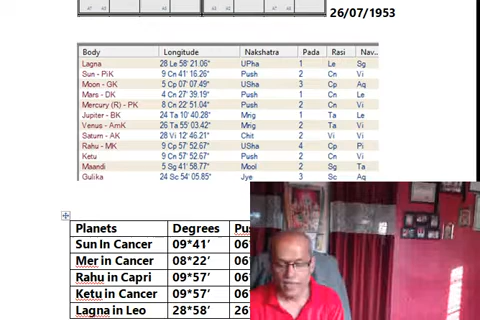 26/07/1953
Body Longitude Nakshatra Pada Rasi Nav..
Lagna 28 Le 58' 21.06" UPha 1 Le Sg
Sun - PiK 9 Cn 41' 16.26" Push 2 Cn Vi
Moon - GK 5 Cp 07' 07.49" USha 3 Cp Aq
Mars - DK 4 Cn 27' 39.19" Push 1 Cn Le
Mercury (R) - PK 8 Cn 22' 51.04" Push 2 Cn Vi
Jupiter - BK 24 Ta 10' 40.28" Mrig 1 Ta Le
Venus - AmK 26 Ta 55' 03.42" Mrig 2 Ta Vi
Saturn - AK 28 Vi 12' 46.21" Chit 2 Vi Vi
Rahu - MK 9 Cp 57' 52.67" USha 4 Cp Pi
Ketu 9 Cn 57' 52.67" Push 2 Cn Vi
Maandi 5 Sg 41' 58.77" Mool 2 Sg Ta
Gulika 24 Sc 54' 05.85" Jye 3 Sc Aq
Planets Degrees
Sun In Cancer 09*41'
Mer in Cancer 08*22'
Rahu in Capri 09*57'
Ketu in Cancer 09*57'
Lagna in Leo 28*58'